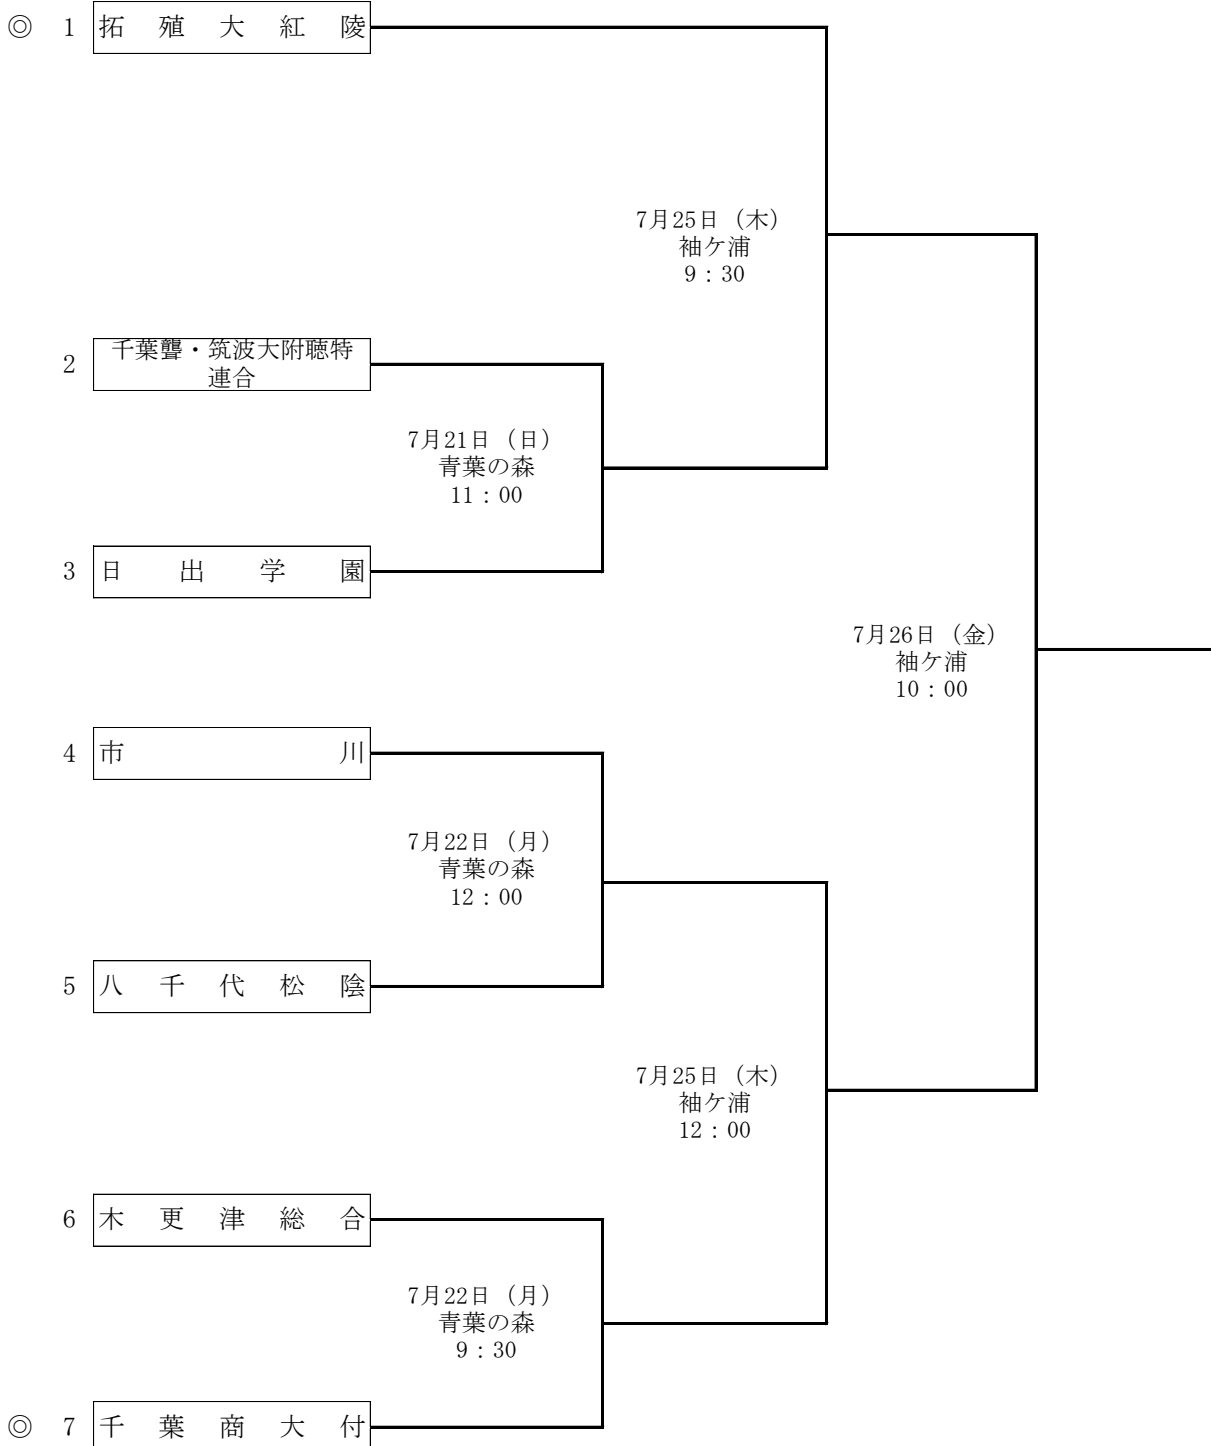 ◎ 1 拓殖大紅陵
7月25日（木）
袖ケ浦
9：30
2 千葉聾・筑波大附聴特
連合
7月21日（日）
青葉の森
11：00
3 日出学園
7月26日（金）
袖ケ浦
10：00
4 市川
7月22日（月）
青葉の森
12：00
5 八千代松陰
7月25日（木）
袖ケ浦
12：00
6 木更津総合
7月22日（月）
青葉の森
9：30
◎ 7 千葉商大付